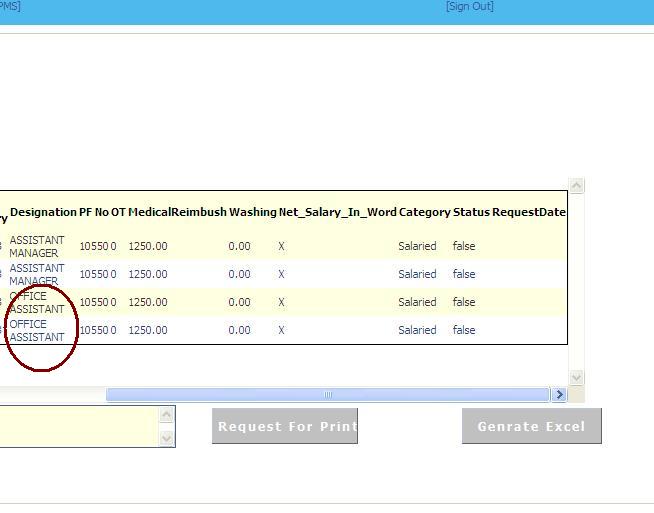 PMS] [Sign Out]
ry Designation PF No OT MedicalReimbush Washing Net_Salary_In_Word Category Status RequestDate
ASSISTANT MANAGER 10550 0 1250.00 0.00 X Salaried false
ASSISTANT MANAGER 10550 0 1250.00 0.00 X Salaried false
OFFICE ASSISTANT 10550 0 1250.00 0.00 X Salaried false
OFFICE ASSISTANT 10550 0 1250.00 0.00 X Salaried false
Request For Print Genrate Excel